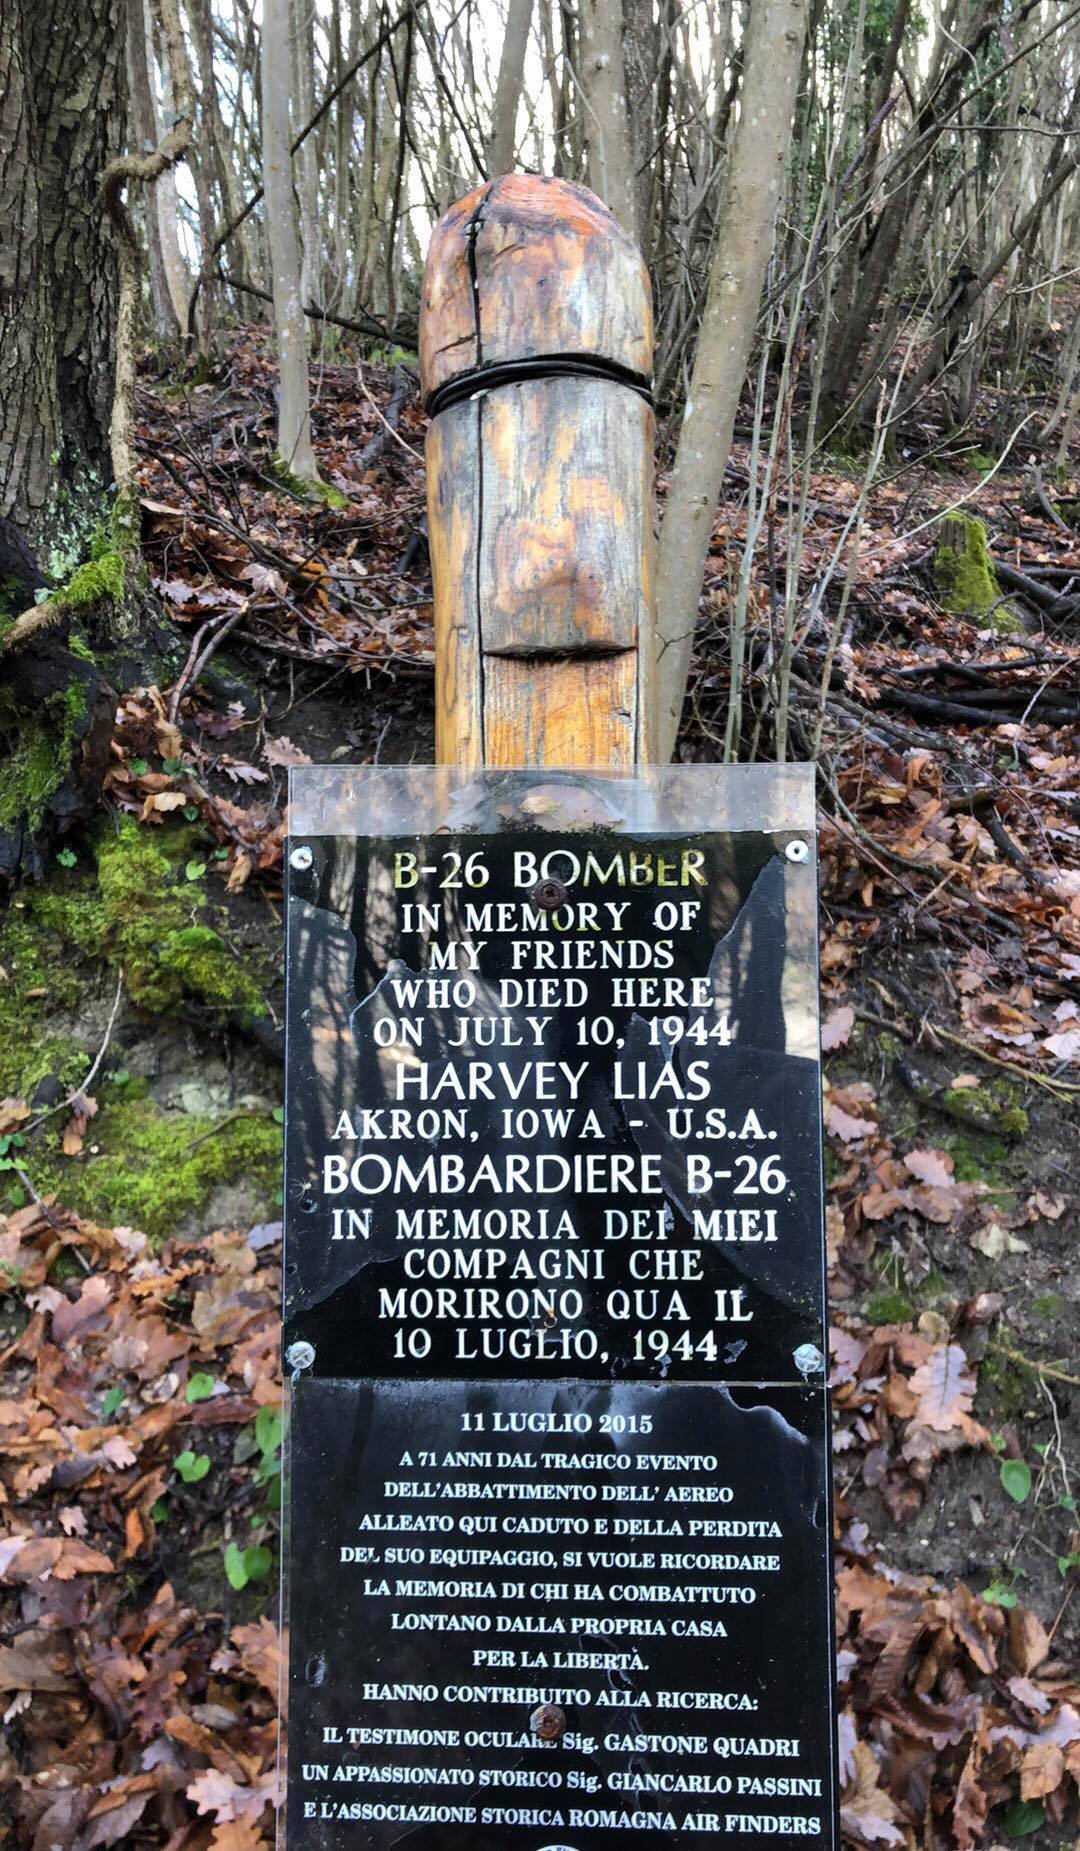 B-26 BOMBER
IN MEMORY OF
MY FRIENDS
WHO DIED HERE
ON JULY 10, 1944
HARVEY LIAS
AKRON, IOWA - U.S.A.
BOMBARDIERE B-26
IN MEMORIA DEI MIEI
COMPAGNI CHE
MORIRONO QUA IL
10 LUGLIO, 1944
11 LUGLIO 2015
A 71 ANNI DAL TRAGICO EVENTO
DELL'ABBATTIMENTO DELL' AEREO
ALLEATO QUI CADUTO E DELLA PERDITA
DEL SUO EQUIPAGGIO, SI VUOLE RICORDARE
LA MEMORIA DI CHI HA COMBATTUTO
LONTANO DALLA PROPRIA CASA
PER LA LIBERTÀ.
HANNO CONTRIBUITO ALLA RICERCA:
IL TESTIMONE OCULARE Sig. GASTONE QUADRI
UN APPASSIONATO STORICO Sig. GIANCARLO PASSINI
E L'ASSOCIAZIONE STORICA ROMAGNA AIR FINDERS